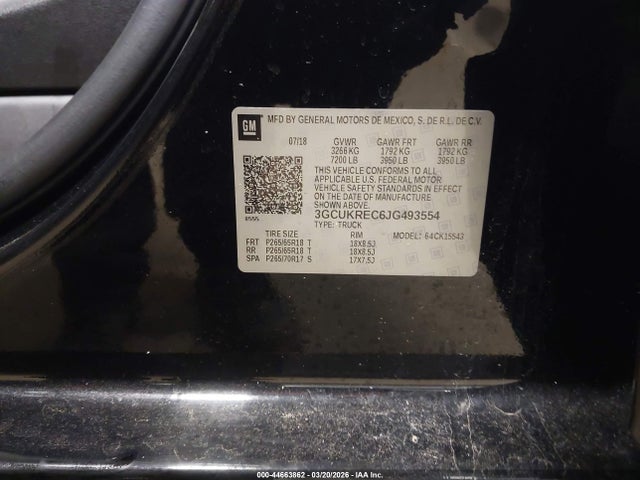 GM
MFD BY GENERAL MOTORS DE MEXICO, S. DE R.L. DE C.V.
07/18 GVWR GAWR FRT GAWR RR
3266 KG 1792 KG 1792 KG
7200 LB 3950 LB 3950 LB
THIS VEHICLE CONFORMS TO ALL
APPLICABLE U.S. FEDERAL MOTOR
VEHICLE SAFETY STANDARDS IN EFFECT
ON THE DATE OF MANUFACTURE
SHOWN ABOVE.
3GCUKREC6JG493554
TYPE: TRUCK
TIRE SIZE RIM MODEL: 64CK15543
FRT P265/65R18 T 18X8.5J
RR P265/65R18 T 18X8.5J
SPA P265/70R17 S 17X7.5J
000-44663862 - 03/20/2026 - IAA Inc.